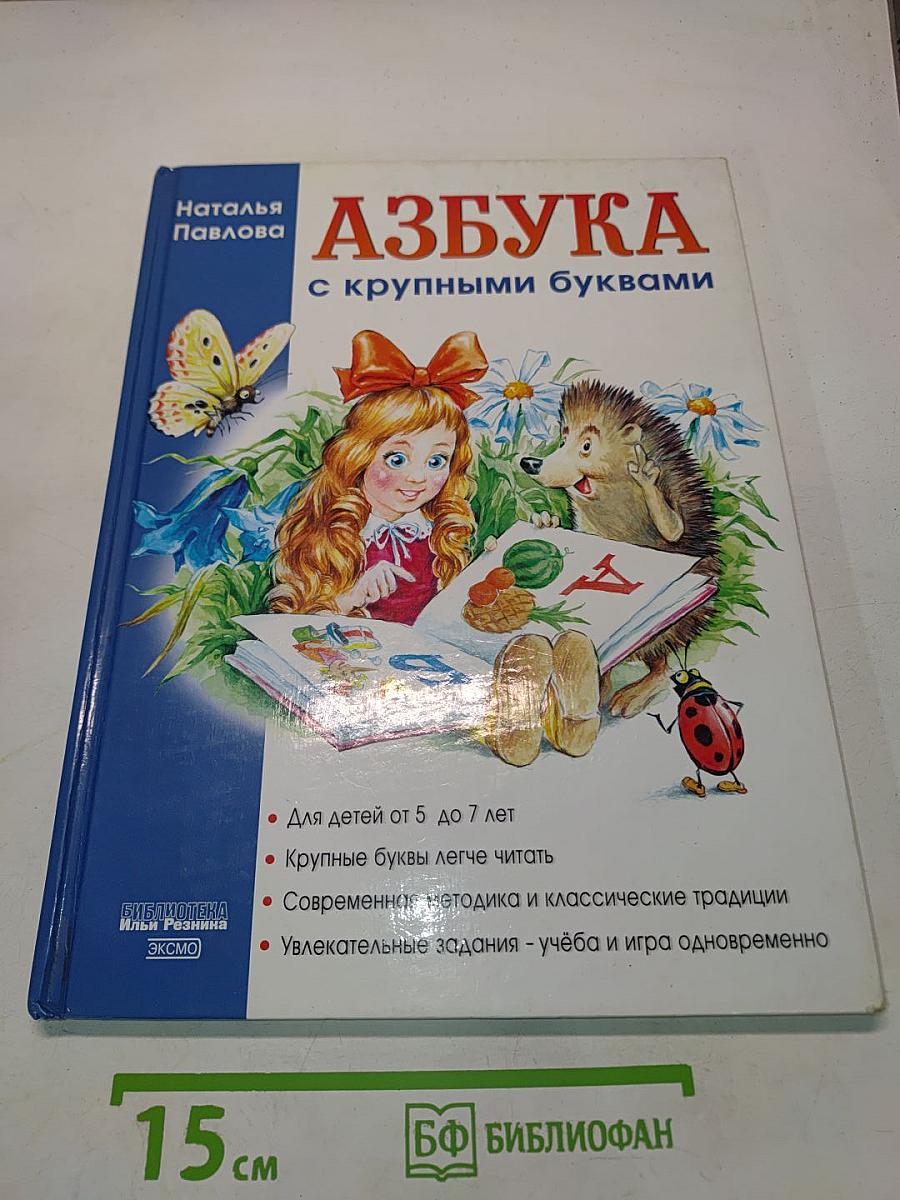 Наталья
Павлова
АЗБУКА
с крупными буквами
А
• Для детей от 5 до 7 лет
• Крупные буквы легче читать
• Современная методика и классические традиции
• Увлекательные задания - учёба и игра одновременно
БИБЛИОТЕКА
Ильи Резника
ЭКСМО
15 см
БФ БИБЛИОФАН